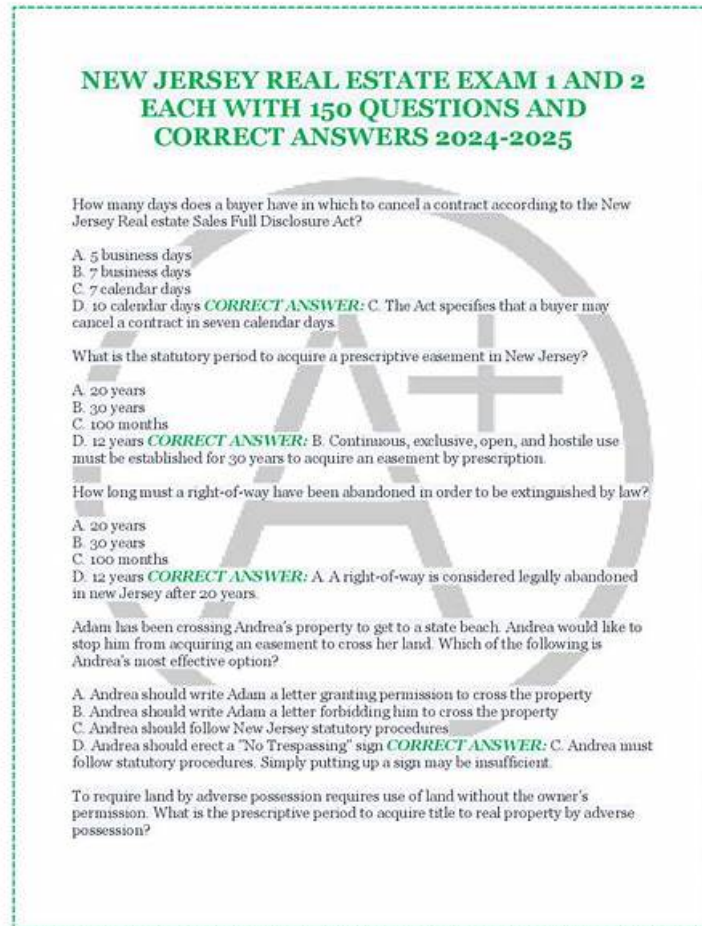 NEW JERSEY REAL ESTATE EXAM 1 AND 2
EACH WITH 150 QUESTIONS AND
CORRECT ANSWERS 2024-2025
How many days does a buyer have in which to cancel a contract according to the New
Jersey Real estate Sales Full Disclosure Act?
A. 5 business days
B. 7 business days
C. 7 calendar days
D. 10 calendar days CORRECT ANSWER: C. The Act specifies that a buyer may
cancel a contract in seven calendar days.
What is the statutory period to acquire a prescriptive easement in New Jersey?
A. 20 years
B. 30 years
C. 100 months
D. 12 years CORRECT ANSWER: B. Continuous, exclusive, open, and hostile use
must be established for 30 years to acquire an easement by prescription.
How long must a right-of-way have been abandoned in order to be extinguished by law?
A. 20 years
B. 30 years
C. 100 months
D. 12 years CORRECT ANSWER: A. A right-of-way is considered legally abandoned
in new Jersey after 20 years.
Adam has been crossing Andrea's property to get to a state beach. Andrea would like to
stop him from acquiring an easement to cross her land. Which of the following is
Andrea's most effective option?
A. Andrea should write Adam a letter granting permission to cross the property
B. Andrea should write Adam a letter forbidding him to cross the property
C. Andrea should follow New Jersey statutory procedures
D. Andrea should erect a "No Trespassing" sign CORRECT ANSWER: C. Andrea must
follow statutory procedures. Simply putting up a sign may be insufficient.
To require land by adverse possession requires use of land without the owner's
permission. What is the prescriptive period to acquire title to real property by adverse
possession?
A+